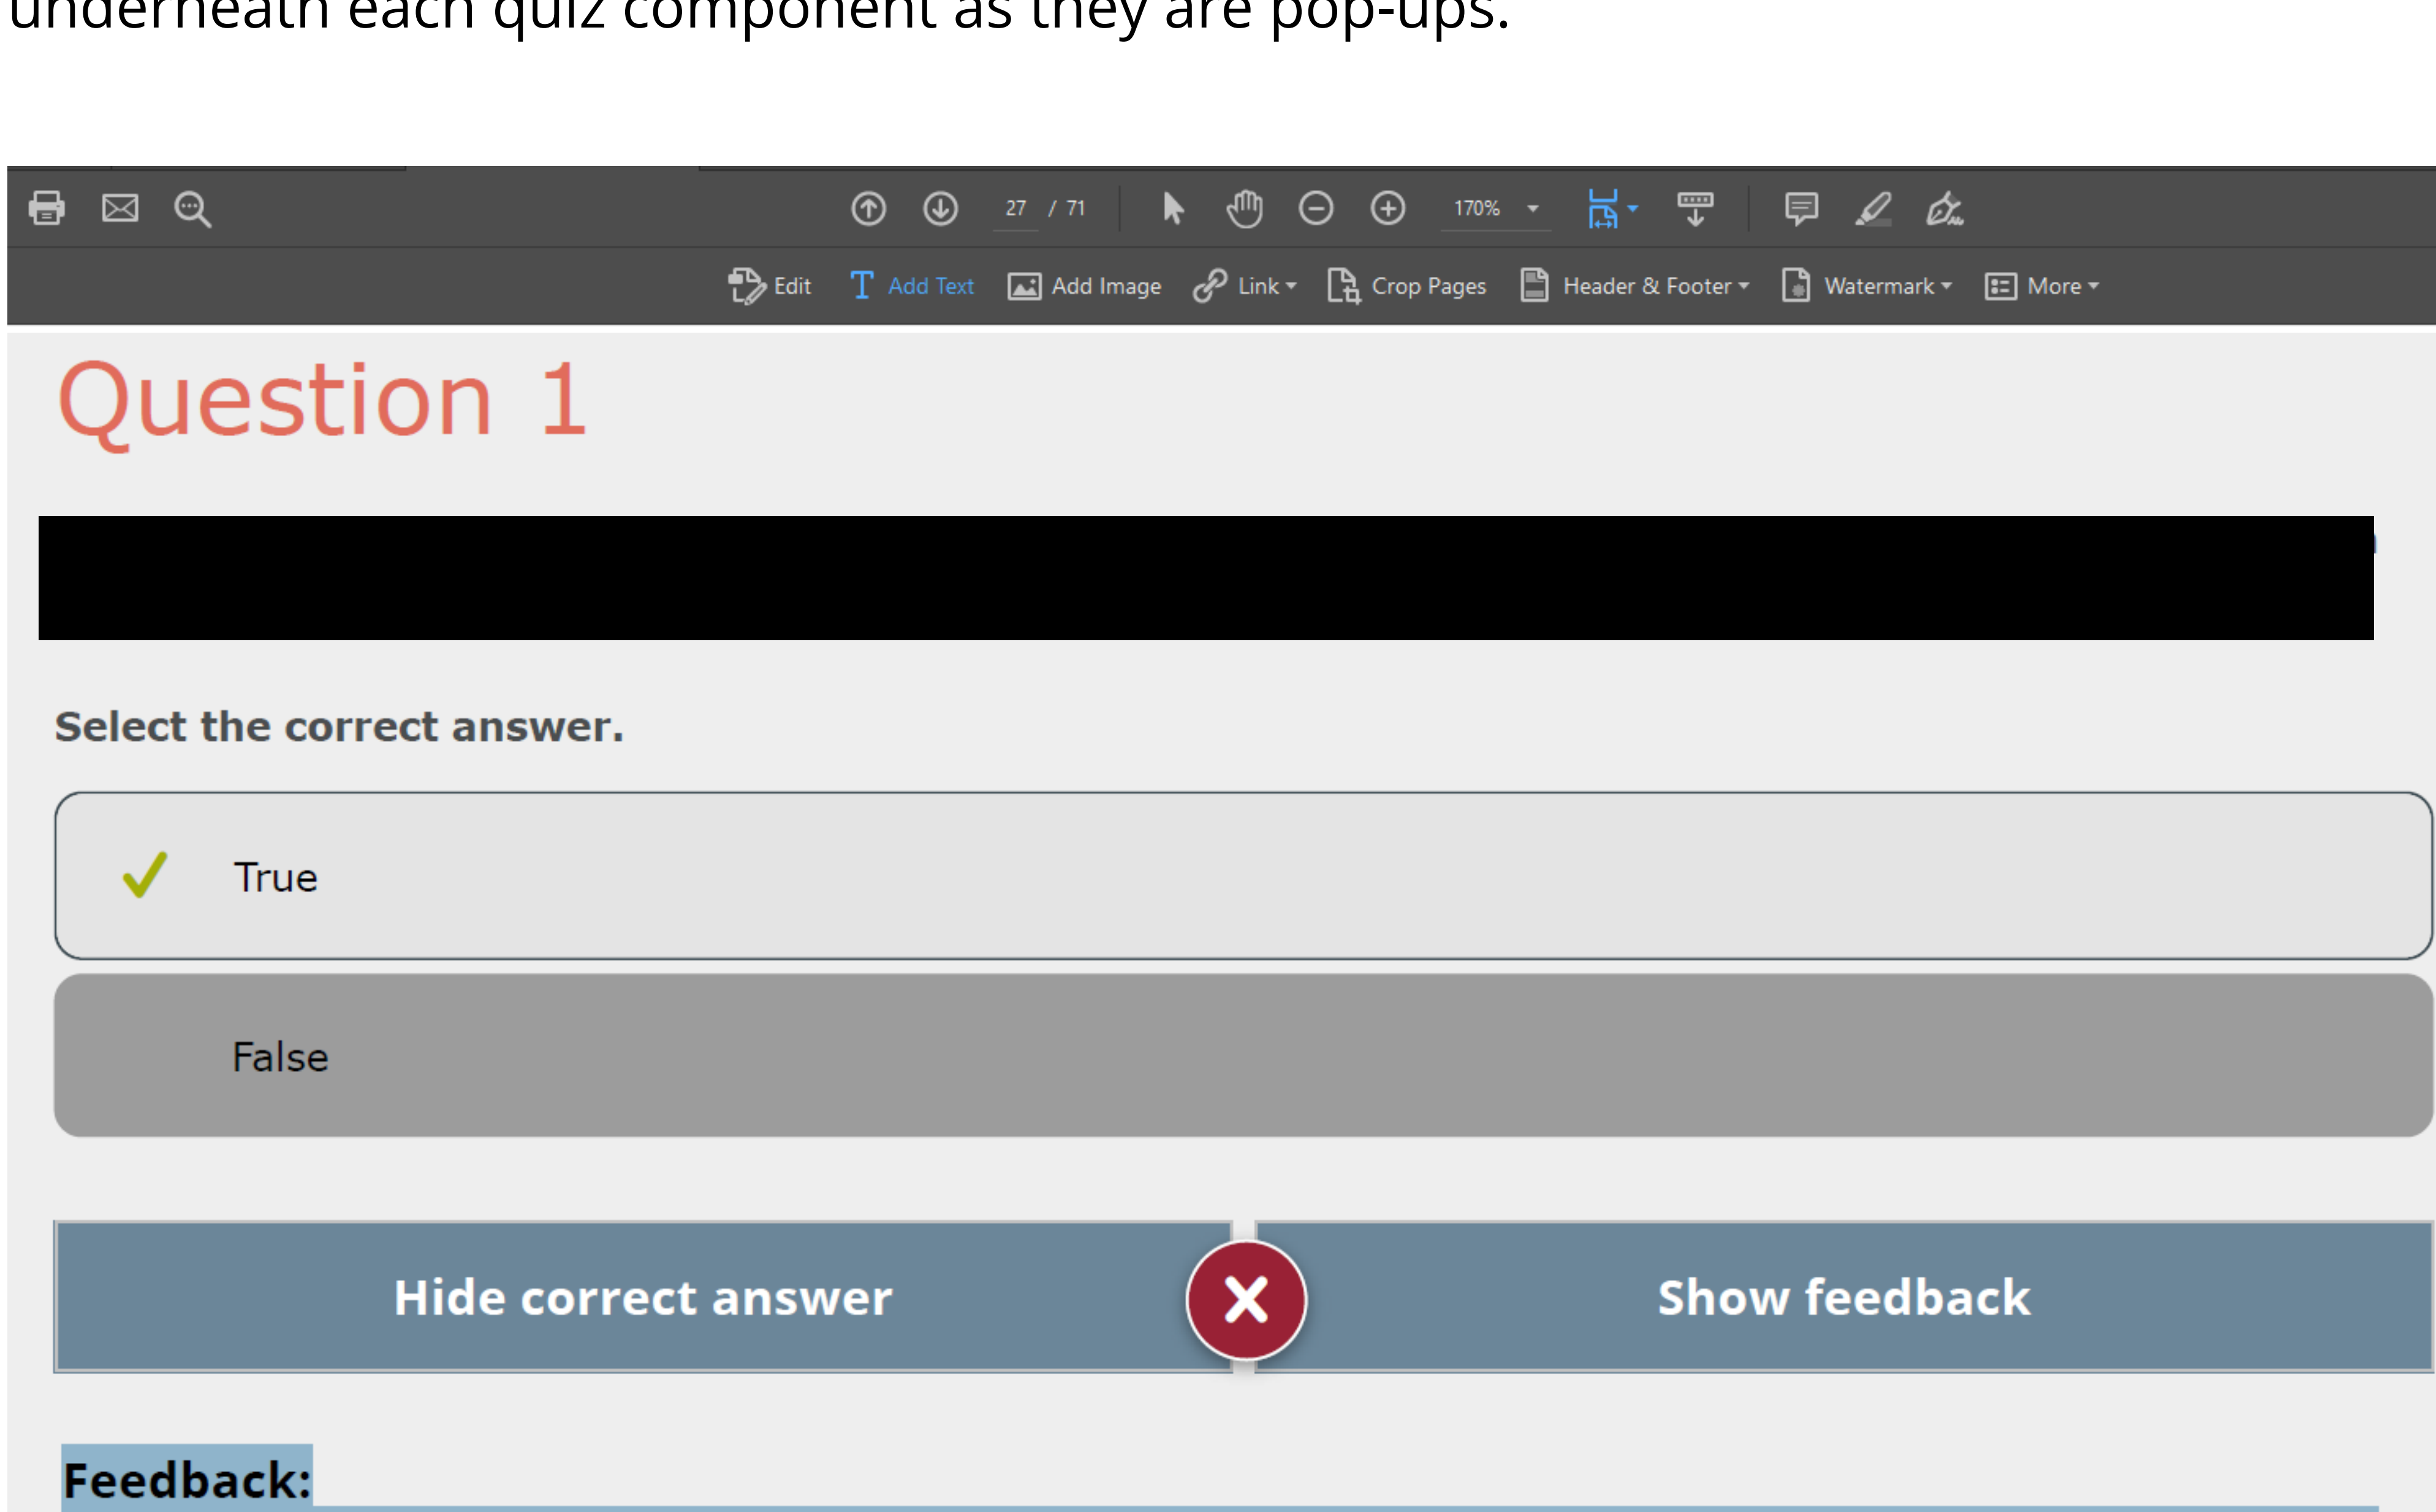 underneath each quiz component as they are pop-ups.
27 / 71 170%
Edit Add Text Add Image Link Crop Pages Header & Footer Watermark More
Question 1
Select the correct answer.
True
False
Hide correct answer Show feedback
Feedback: